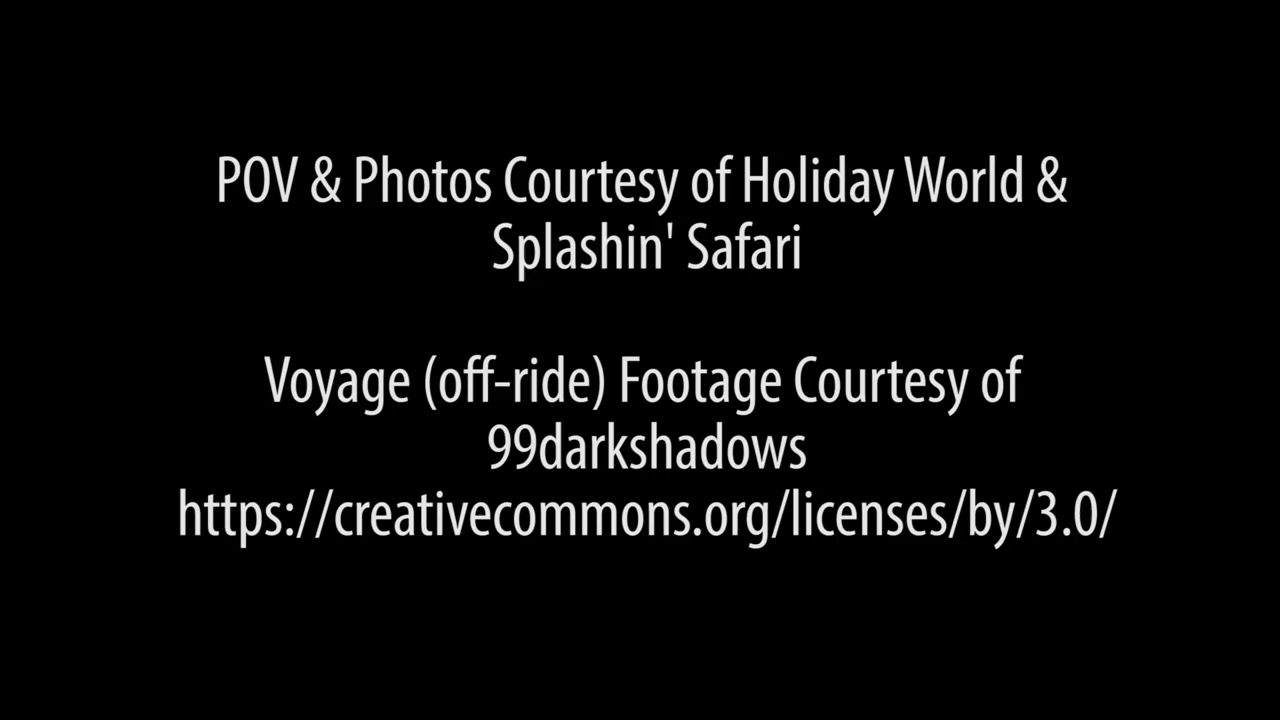 POV & Photos Courtesy of Holiday World &
Splashin' Safari
Voyage (off-ride) Footage Courtesy of
99darkshadows
https://creativecommons.org/licenses/by/3.0/